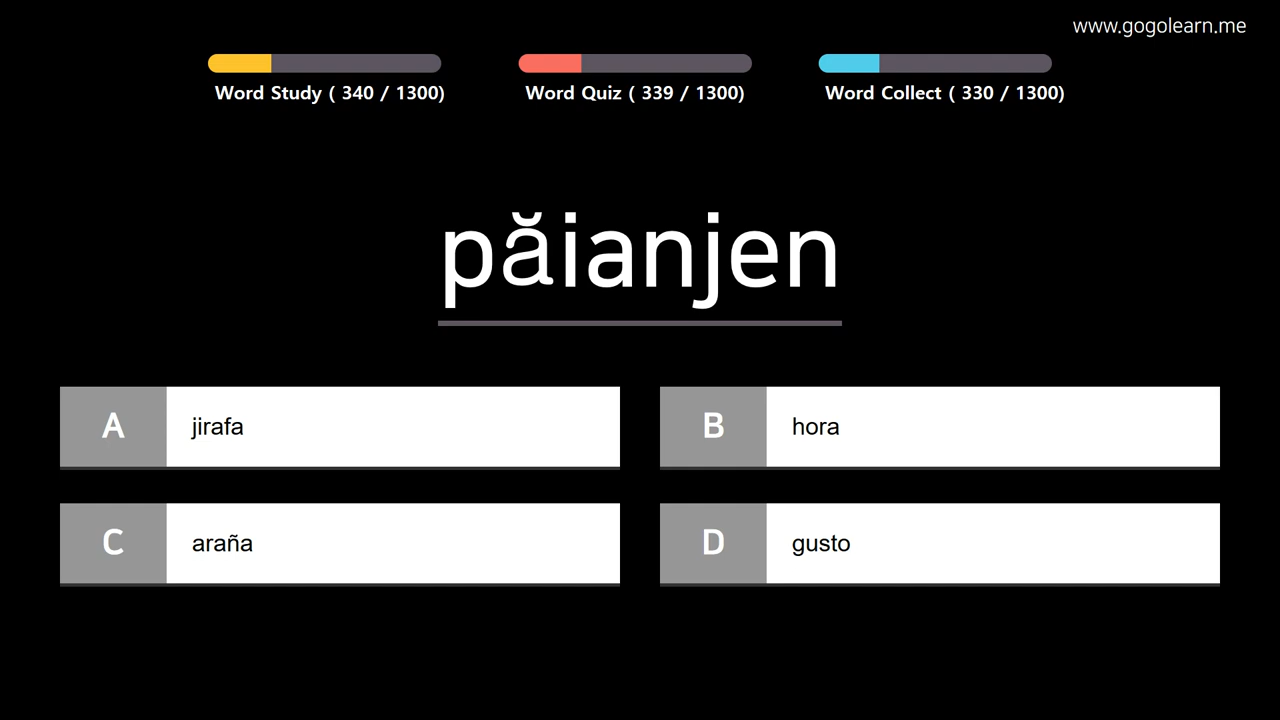 www.gogolearn.me
Word Study ( 340 / 1300)
Word Quiz ( 339 / 1300)
Word Collect ( 330 / 1300)
păianjen
A jirafa
B hora
C araña
D gusto